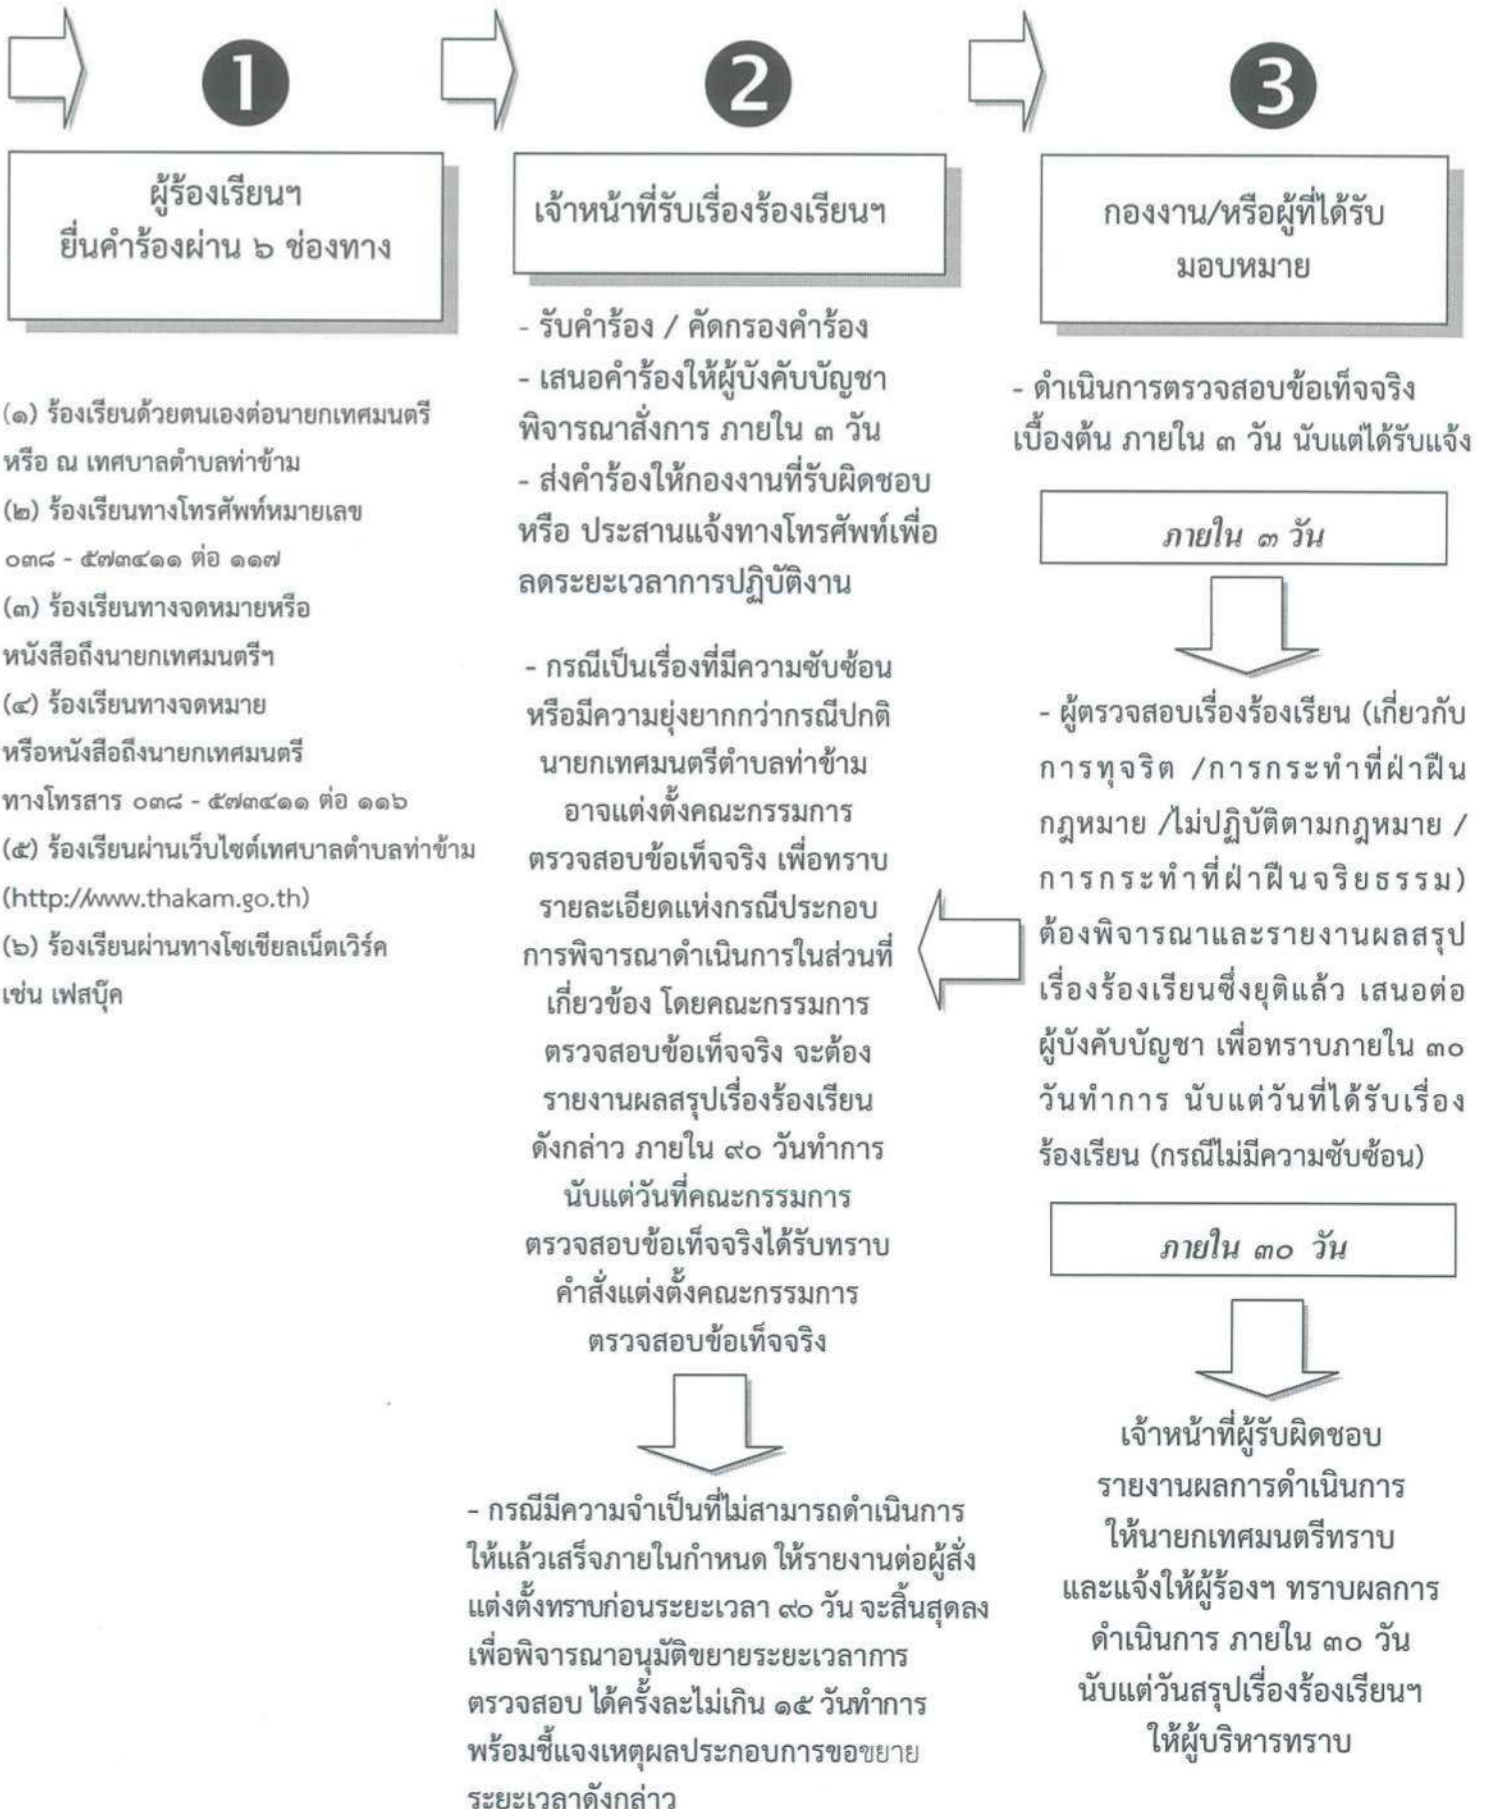 1
ผู้ร้องเรียนฯ
ยื่นคำร้องผ่าน ๖ ช่องทาง
(๑) ร้องเรียนด้วยตนเองต่อนายกเทศมนตรี
หรือ ณ เทศบาลตำบลท่าข้าม
(๒) ร้องเรียนทางโทรศัพท์หมายเลข
๐๓๘ - ๕๗๓๔๑๑ ต่อ ๑๑๗
(๓) ร้องเรียนทางจดหมายหรือ
หนังสือถึงนายกเทศมนตรีฯ
(๔) ร้องเรียนทางจดหมาย
หรือหนังสือถึงนายกเทศมนตรี
ทางโทรสาร ๐๓๘ - ๕๗๓๔๑๑ ต่อ ๑๑๖
(๕) ร้องเรียนผ่านเว็บไซต์เทศบาลตำบลท่าข้าม
(http://www.thakam.go.th)
(๖) ร้องเรียนผ่านทางโซเชียลเน็ตเวิร์ค
เช่น เฟสบุ๊ค
2
เจ้าหน้าที่รับเรื่องร้องเรียนฯ
- รับคำร้อง / คัดกรองคำร้อง
- เสนอคำร้องให้ผู้บังคับบัญชา
พิจารณาสั่งการ ภายใน ๓ วัน
- ส่งคำร้องให้กองงานที่รับผิดชอบ
หรือ ประสานแจ้งทางโทรศัพท์เพื่อ
ลดระยะเวลาการปฏิบัติงาน
- กรณีเป็นเรื่องที่มีความซับซ้อน
หรือมีความยุ่งยากกว่ากรณีปกติ
นายกเทศมนตรีตำบลท่าข้าม
อาจแต่งตั้งคณะกรรมการ
ตรวจสอบข้อเท็จจริง เพื่อทราบ
รายละเอียดแห่งกรณีประกอบ
การพิจารณาดำเนินการในส่วนที่
เกี่ยวข้อง โดยคณะกรรมการ
ตรวจสอบข้อเท็จจริง จะต้อง
รายงานผลสรุปเรื่องร้องเรียน
ดังกล่าว ภายใน ๙๐ วันทำการ
นับแต่วันที่คณะกรรมการ
ตรวจสอบข้อเท็จจริงได้รับทราบ
คำสั่งแต่งตั้งคณะกรรมการ
ตรวจสอบข้อเท็จจริง
- กรณีมีความจำเป็นที่ไม่สามารถดำเนินการ
ให้แล้วเสร็จภายในกำหนด ให้รายงานต่อผู้สั่ง
แต่งตั้งทราบก่อนระยะเวลา ๙๐ วัน จะสิ้นสุดลง
เพื่อพิจารณาอนุมัติขยายระยะเวลาการ
ตรวจสอบ ได้ครั้งละไม่เกิน ๑๕ วันทำการ
พร้อมชี้แจงเหตุผลประกอบการขอขยาย
ระยะเวลาดังกล่าว
3
กองงาน/หรือผู้ที่ได้รับ
มอบหมาย
- ดำเนินการตรวจสอบข้อเท็จจริง
เบื้องต้น ภายใน ๓ วัน นับแต่ได้รับแจ้ง
ภายใน ๓ วัน
- ผู้ตรวจสอบเรื่องร้องเรียน (เกี่ยวกับ
การทุจริต /การกระทำที่ฝ่าฝืน
กฎหมาย /ไม่ปฏิบัติตามกฎหมาย /
การกระทำที่ฝ่าฝืนจริยธรรม)
ต้องพิจารณาและรายงานผลสรุป
เรื่องร้องเรียนซึ่งยุติแล้ว เสนอต่อ
ผู้บังคับบัญชา เพื่อทราบภายใน ๓๐
วันทำการ นับแต่วันที่ได้รับเรื่อง
ร้องเรียน (กรณีไม่มีความซับซ้อน)
ภายใน ๓๐ วัน
เจ้าหน้าที่ผู้รับผิดชอบ
รายงานผลการดำเนินการ
ให้นายกเทศมนตรีทราบ
และแจ้งให้ผู้ร้องฯ ทราบผลการ
ดำเนินการ ภายใน ๓๐ วัน
นับแต่วันสรุปเรื่องร้องเรียนฯ
ให้ผู้บริหารทราบ